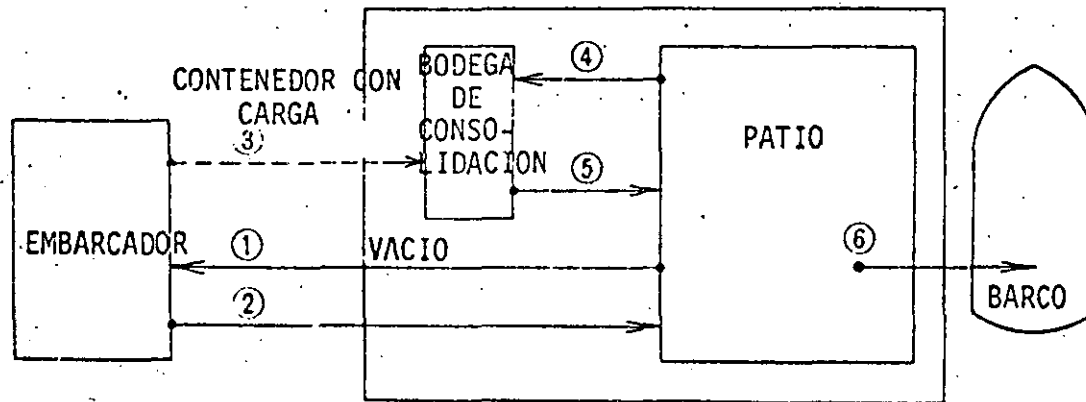 CONTENEDOR CON
CARGA
③
BODEGA
DE
CONSO-
LIDACION
④
⑤
PATIO
EMBARCADOR
①
VACIO
②
⑥
BARCO